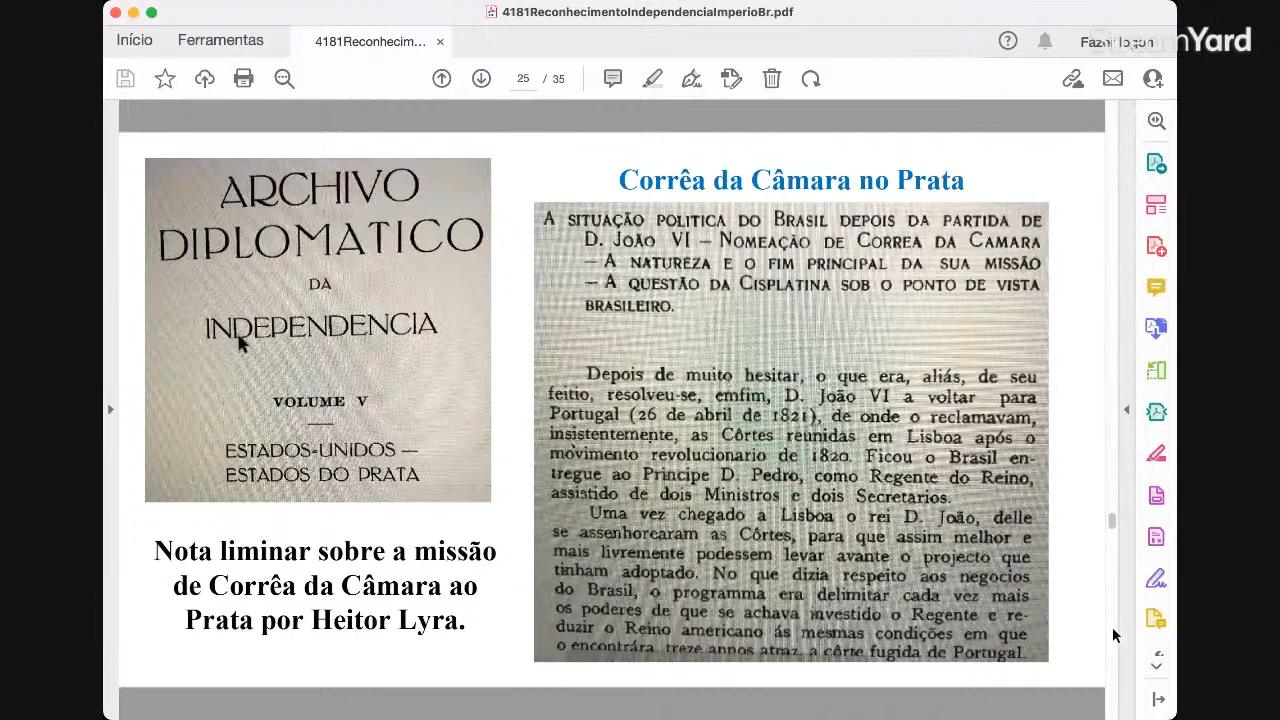 4181ReconhecimentoIndependenciaImperioBr.pdf
Início
Ferramentas
4181Reconhecim...
Fazer logon
25 / 35
ARCHIVO
DIPLOMATICO
DA
INDEPENDENCIA
VOLUME V
ESTADOS-UNIDOS —
ESTADOS DO PRATA
Nota liminar sobre a missão
de Corrêa da Câmara ao
Prata por Heitor Lyra.
Corrêa da Câmara no Prata
A SITUAÇÃO POLITICA DO BRASIL DEPOIS DA PARTIDA DE
D. JOÃO VI — NOMEAÇÃO DE CORREA DA CAMARA
— A NATUREZA E O FIM PRINCIPAL DA SUA MISSÃO
— A QUESTÃO DA CISPLATINA SOB O PONTO DE VISTA
BRASILEIRO.
Depois de muito hesitar, o que era, aliás, de seu
feitio, resolveu-se, emfim, D. João VI a voltar para
Portugal (26 de abril de 1821), de onde o reclamavam,
insistentemente, as Côrtes reunidas em Lisboa após o
movimento revolucionario de 1820. Ficou o Brasil en-
tregue ao Principe D. Pedro, como Regente do Reino,
assistido de dois Ministros e dois Secretarios.
Uma vez chegado a Lisboa o rei D. João, delle
se assenhorearam as Côrtes, para que assim melhor e
mais livremente podessem levar avante o projecto que
tinham adoptado. No que dizia respeito aos negocios
do Brasil, o programma era delimitar cada vez mais
os poderes de que se achava investido o Regente e re-
duzir o Reino americano ás mesmas condições em que
o encontrára, treze annos atraz, a côrte fugida de Portugal.